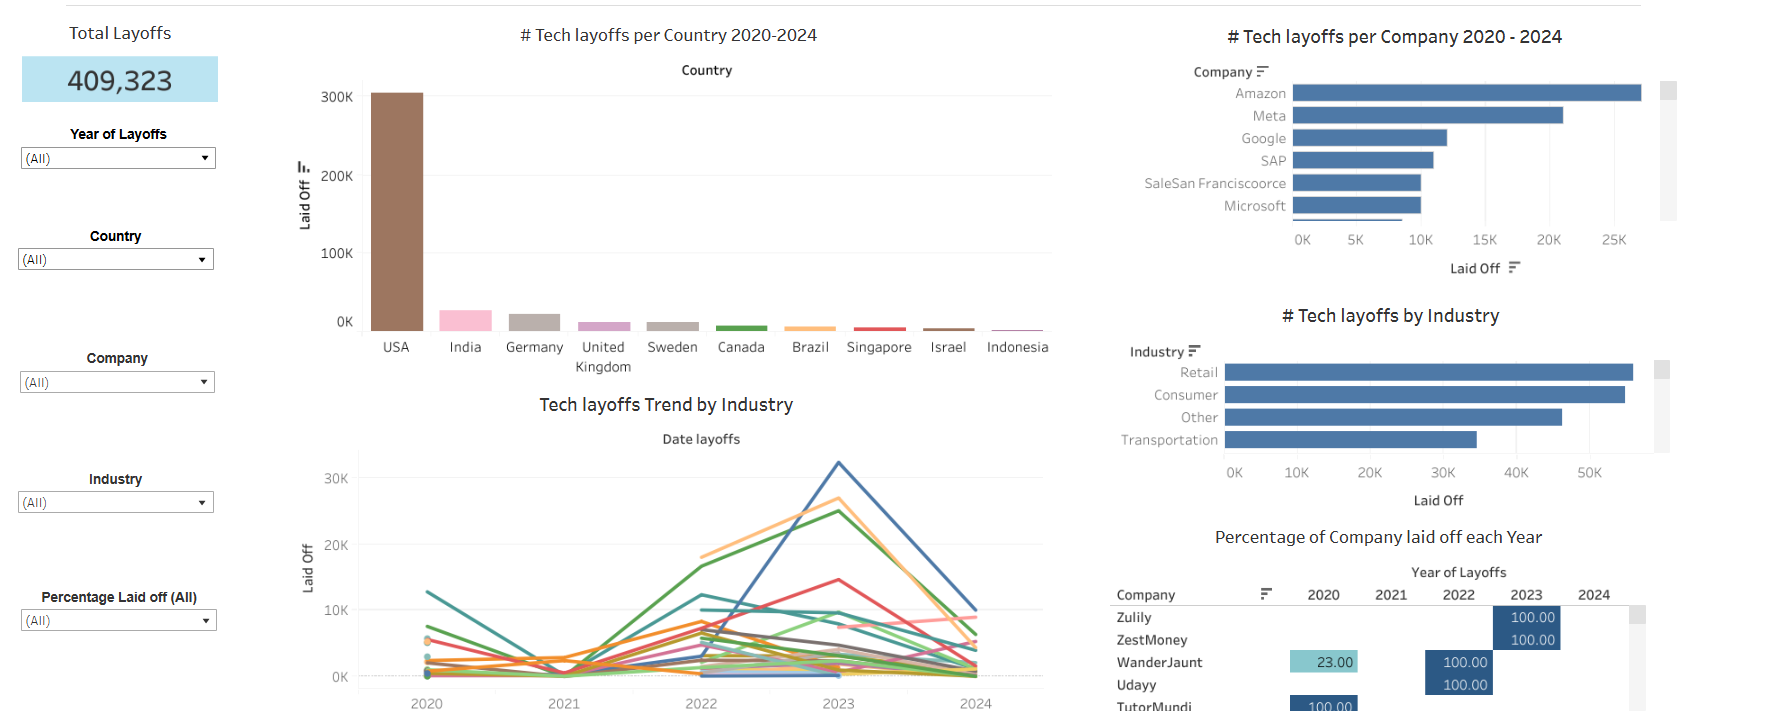 Total Layoffs
409,323
Year of Layoffs
(All)
Country
(All)
Company
(All)
Industry
(All)
Percentage Laid off (All)
(All)
# Tech layoffs per Country 2020-2024
Country
Laid Off
300K
200K
100K
0K
USA
India
Germany
United
Kingdom
Sweden
Canada
Brazil
Singapore
Israel
Indonesia
Tech layoffs Trend by Industry
Date layoffs
Laid Off
30K
20K
10K
0K
2020
2021
2022
2023
2024
# Tech layoffs per Company 2020 - 2024
Company
Amazon
Meta
Google
SAP
SaleSan Franciscoorce
Microsoft
0K 5K 10K 15K 20K 25K
Laid Off
# Tech layoffs by Industry
Industry
Retail
Consumer
Other
Transportation
0K 10K 20K 30K 40K 50K
Laid Off
Percentage of Company laid off each Year
Year of Layoffs
Company 2020 2021 2022 2023 2024
Zulily 100.00
ZestMoney 100.00
WanderJaunt 23.00 100.00
Udayy 100.00
TutorMundi 100.00